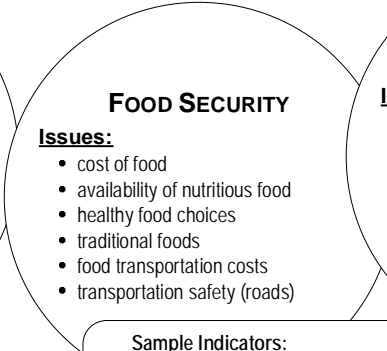 FOOD SECURITY
Issues:
• cost of food
• availability of nutritious food
• healthy food choices
• traditional foods
• food transportation costs
• transportation safety (roads)
Sample Indicators: